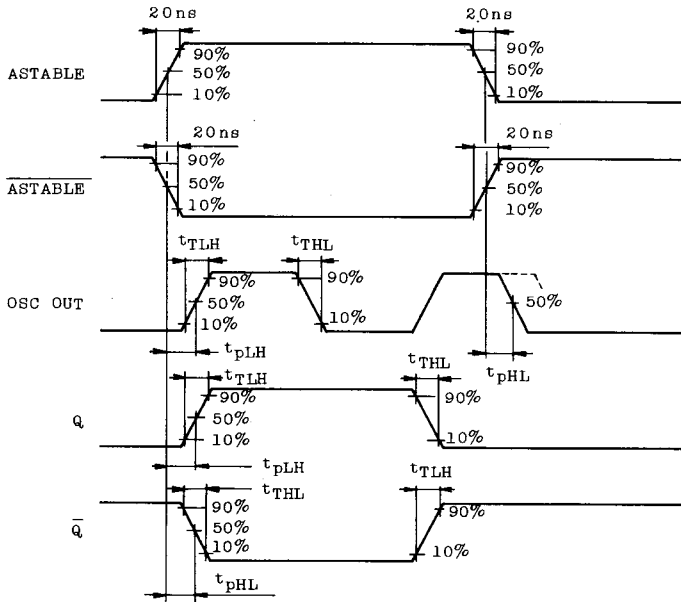 20ns 20ns
90% 90%
ASTABLE 50% 50%
10% 10%
20ns 20ns
90% 90%
A̅S̅T̅A̅B̅L̅E̅ 50% 50%
10% 10%
tTLH tTHL
90% 90%
OSC OUT 50% 50%
10% 10%
tpLH tTHL tpHL
tTLH
90% 90%
Q 50%
10% 10%
tpLH
tTHL tTLH
90% 90%
Q̅ 50%
10% 10%
tpHL